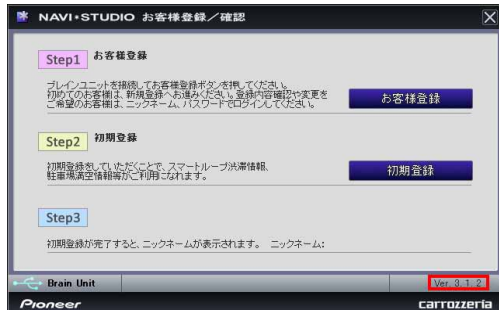 NAVI•STUDIO お客様登録／確認
Step1 お客様登録
ブレインユニットを接続してお客様登録ボタンを押してください。
初めてのお客様は、新規登録へお進みください。登録内容確認や変更を
ご希望のお客様は、ニックネーム、パスワードでログインしてください。
お客様登録
Step2 初期登録
初期登録をしていただくことで、スマートループ渋滞情報、
駐車場満空情報等がご利用になれます。
初期登録
Step3
初期登録が完了すると、ニックネームが表示されます。 ニックネーム:
Brain Unit
Ver. 3. 1. 2
Pioneer
carrozzeria